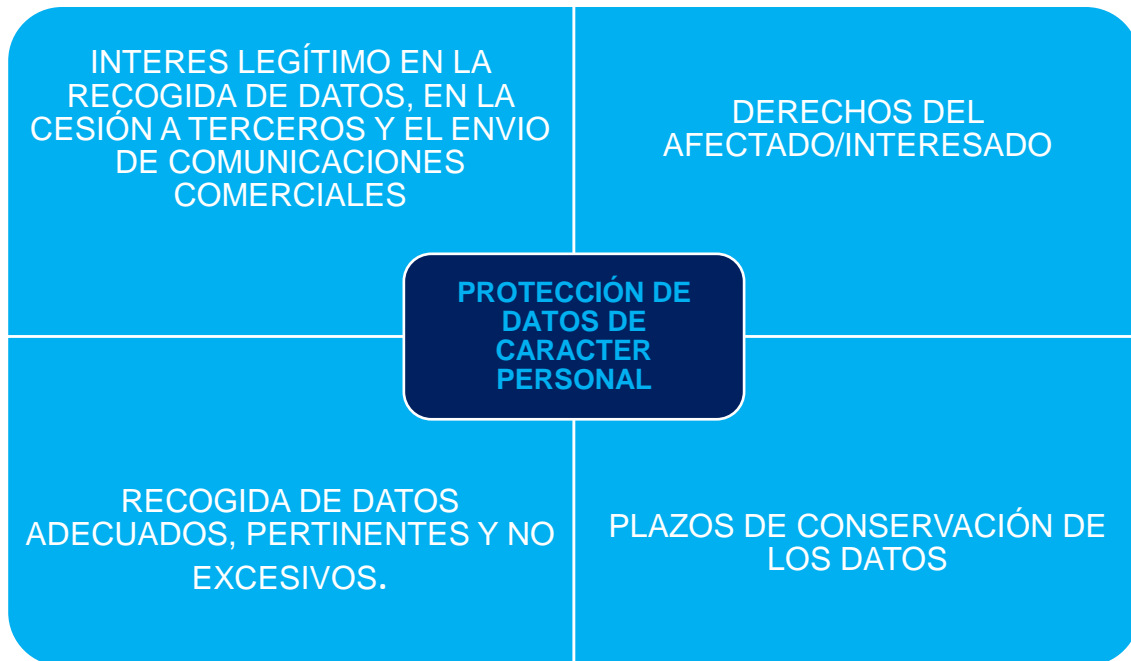 INTERES LEGÍTIMO EN LA
RECOGIDA DE DATOS, EN LA
CESIÓN A TERCEROS Y EL ENVIO
DE COMUNICACIONES
COMERCIALES
DERECHOS DEL
AFECTADO/INTERESADO
PROTECCIÓN DE
DATOS DE
CARACTER
PERSONAL
RECOGIDA DE DATOS
ADECUADOS, PERTINENTES Y NO
EXCESIVOS.
PLAZOS DE CONSERVACIÓN DE
LOS DATOS